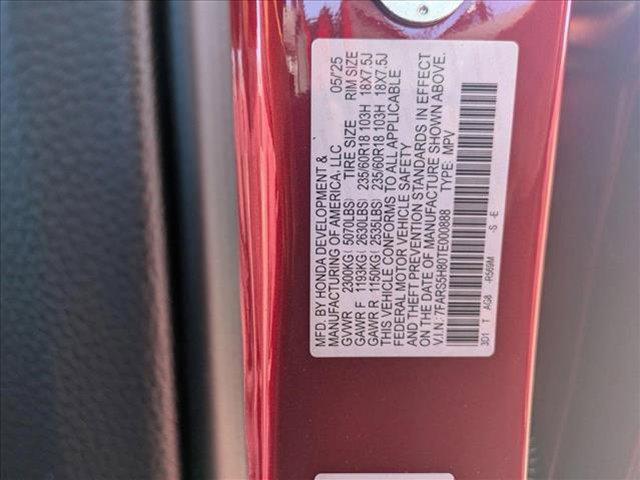 MFD. BY HONDA DEVELOPMENT &
MANUFACTURING OF AMERICA, LLC 05/'25
GVWR 2300KG( 5070LBS) TIRE SIZE RIM SIZE
GAWR F 1193KG( 2630LBS) 235/60R18 103H 18X7.5J
GAWR R 1150KG( 2535LBS) 235/60R18 103H 18X7.5J
THIS VEHICLE CONFORMS TO ALL APPLICABLE
FEDERAL MOTOR VEHICLE SAFETY
AND THEFT PREVENTION STANDARDS IN EFFECT
ON THE DATE OF MANUFACTURE SHOWN ABOVE.
V.I.N.: 7FARS5H80TE000888 TYPE: MPV
3D1 T AG8 -R569M -S -E